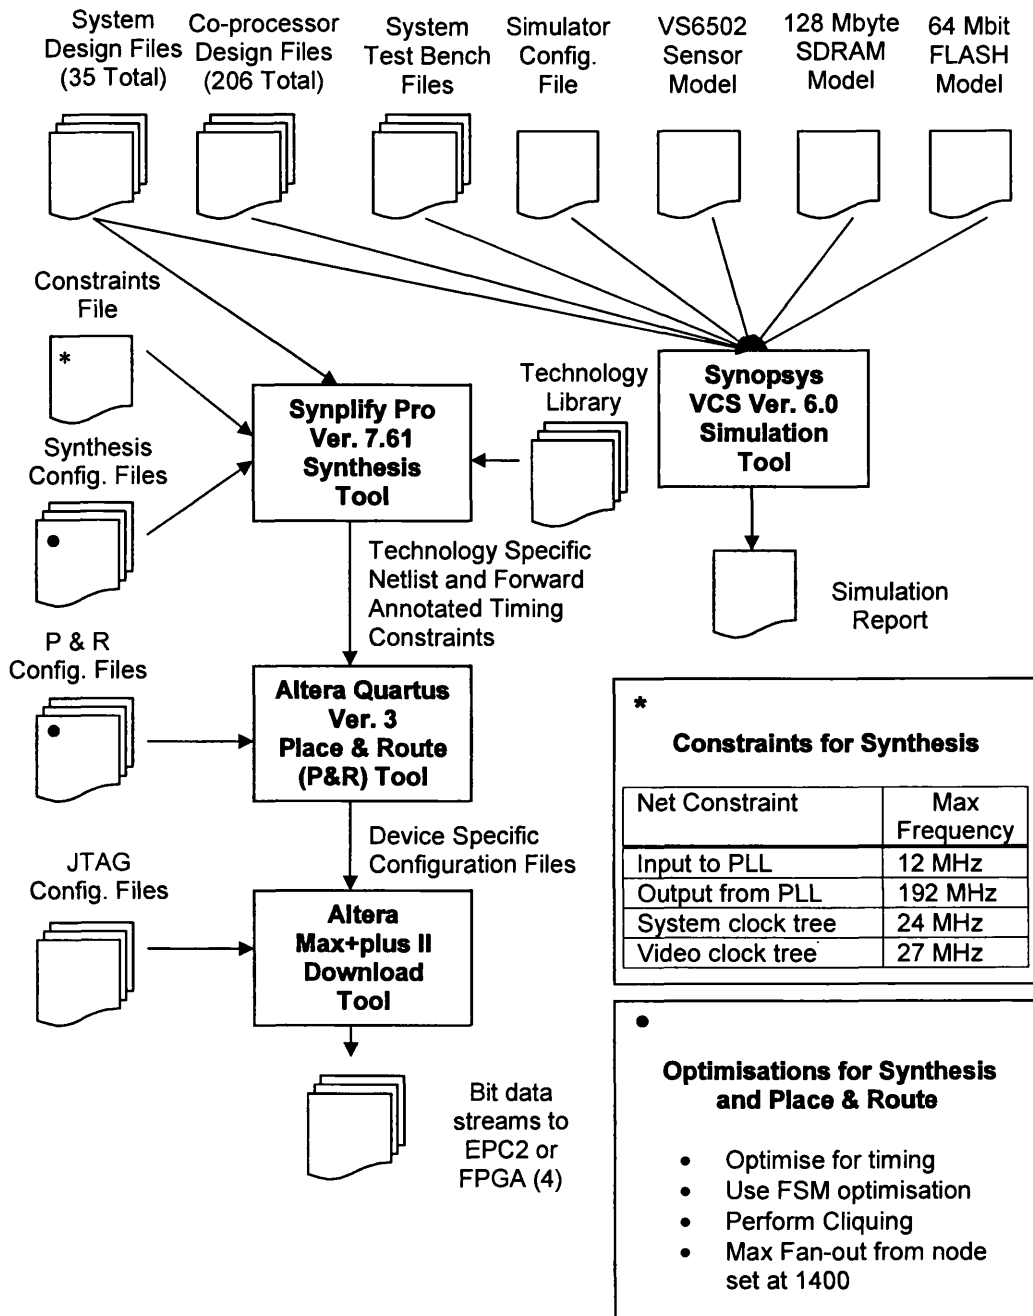 System
Design Files
(35 Total)
Co-processor
Design Files
(206 Total)
System
Test Bench
Files
Simulator
Config.
File
VS6502
Sensor
Model
128 Mbyte
SDRAM
Model
64 Mbit
FLASH
Model
Constraints
File
*
Synthesis
Config. Files
●
Synplify Pro
Ver. 7.61
Synthesis
Tool
Technology
Library
Synopsys
VCS Ver. 6.0
Simulation
Tool
Technology Specific
Netlist and Forward
Annotated Timing
Constraints
Simulation
Report
P & R
Config. Files
●
Altera Quartus
Ver. 3
Place & Route
(P&R) Tool
Device Specific
Configuration Files
JTAG
Config. Files
Altera
Max+plus II
Download
Tool
Bit data
streams to
EPC2 or
FPGA (4)
*
Constraints for Synthesis
Net Constraint Max
Frequency
Input to PLL 12 MHz
Output from PLL 192 MHz
System clock tree 24 MHz
Video clock tree 27 MHz
●
Optimisations for Synthesis
and Place & Route
• Optimise for timing
• Use FSM optimisation
• Perform Cliquing
• Max Fan-out from node
set at 1400